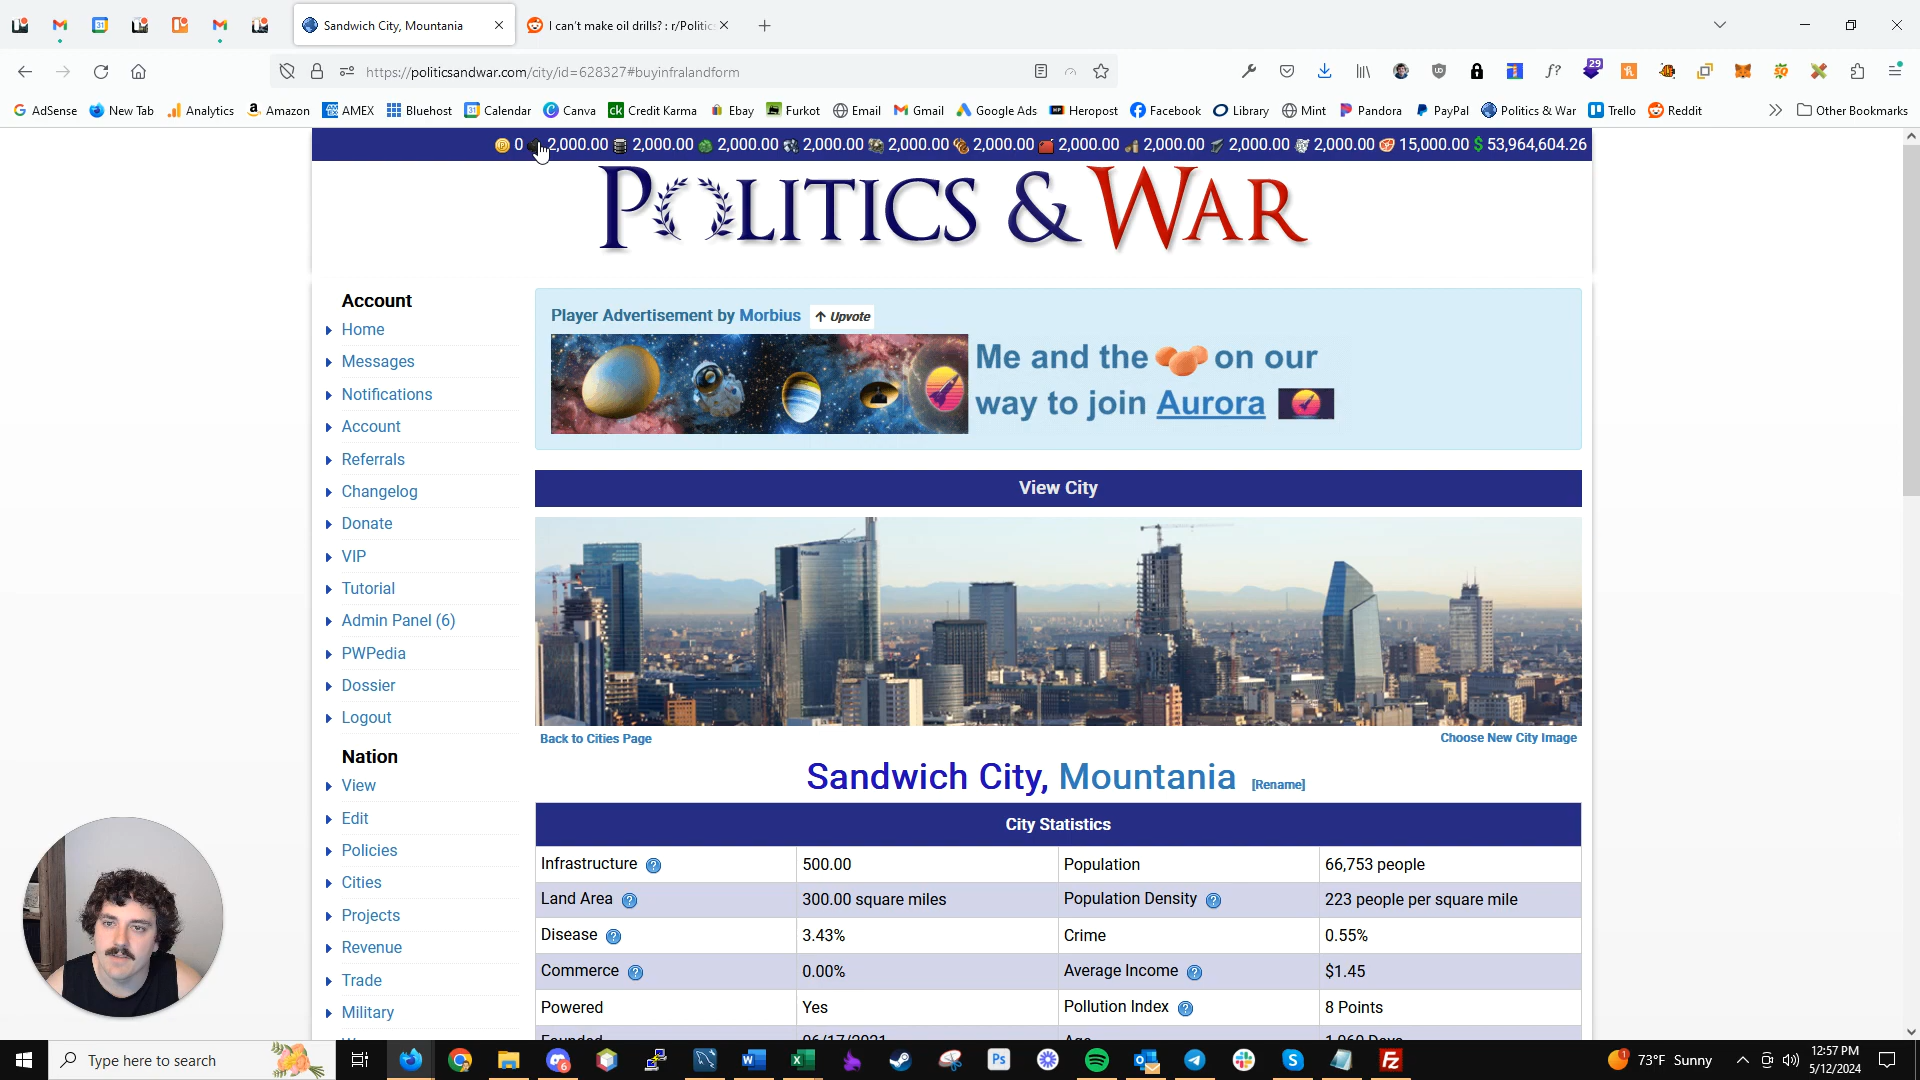 Sandwich City, Mountania
I can't make oil drills? : r/Politic
https://politicsandwar.com/city/id=628327#buyinfralandform
29
AdSense New Tab Analytics Amazon AMEX Bluehost Calendar Canva Credit Karma Ebay Furkot Email Gmail Google Ads Heropost Facebook Library Mint Pandora PayPal Politics & War Trello Reddit Other Bookmarks
0 2,000.00 2,000.00 2,000.00 2,000.00 2,000.00 2,000.00 2,000.00 2,000.00 2,000.00 2,000.00 15,000.00 $ 53,964,604.26
POLITICS & WAR
Account
Home
Messages
Notifications
Account
Referrals
Changelog
Donate
VIP
Tutorial
Admin Panel (6)
PWPedia
Dossier
Logout
Nation
View
Edit
Policies
Cities
Projects
Revenue
Trade
Military
Player Advertisement by Morbius Upvote
Me and the on our
way to join Aurora
View City
Back to Cities Page Choose New City Image
Sandwich City, Mountania [Rename]
City Statistics
Infrastructure 500.00 Population 66,753 people
Land Area 300.00 square miles Population Density 223 people per square mile
Disease 3.43% Crime 0.55%
Commerce 0.00% Average Income $1.45
Powered Yes Pollution Index 8 Points
Type here to search
73°F Sunny
12:57 PM
5/12/2024